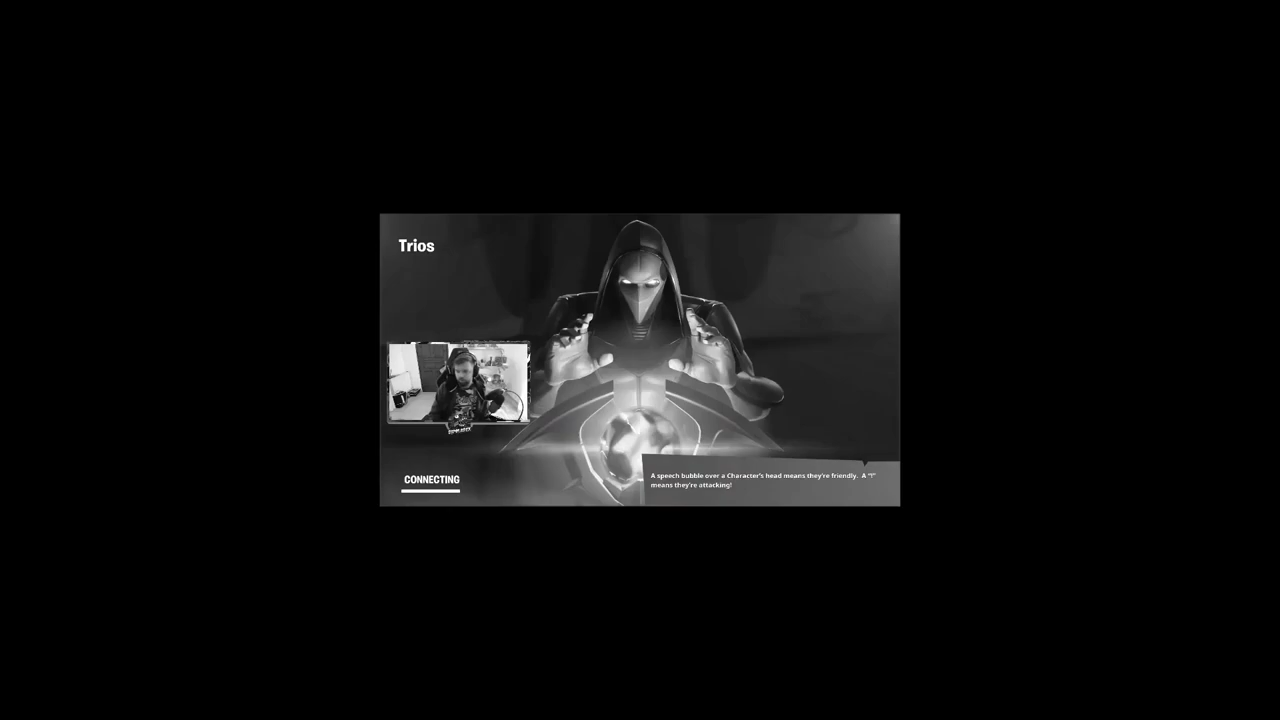 Trios
CONNECTING
A speech bubble over a Character's head means they're friendly. A "!"
means they're attacking!